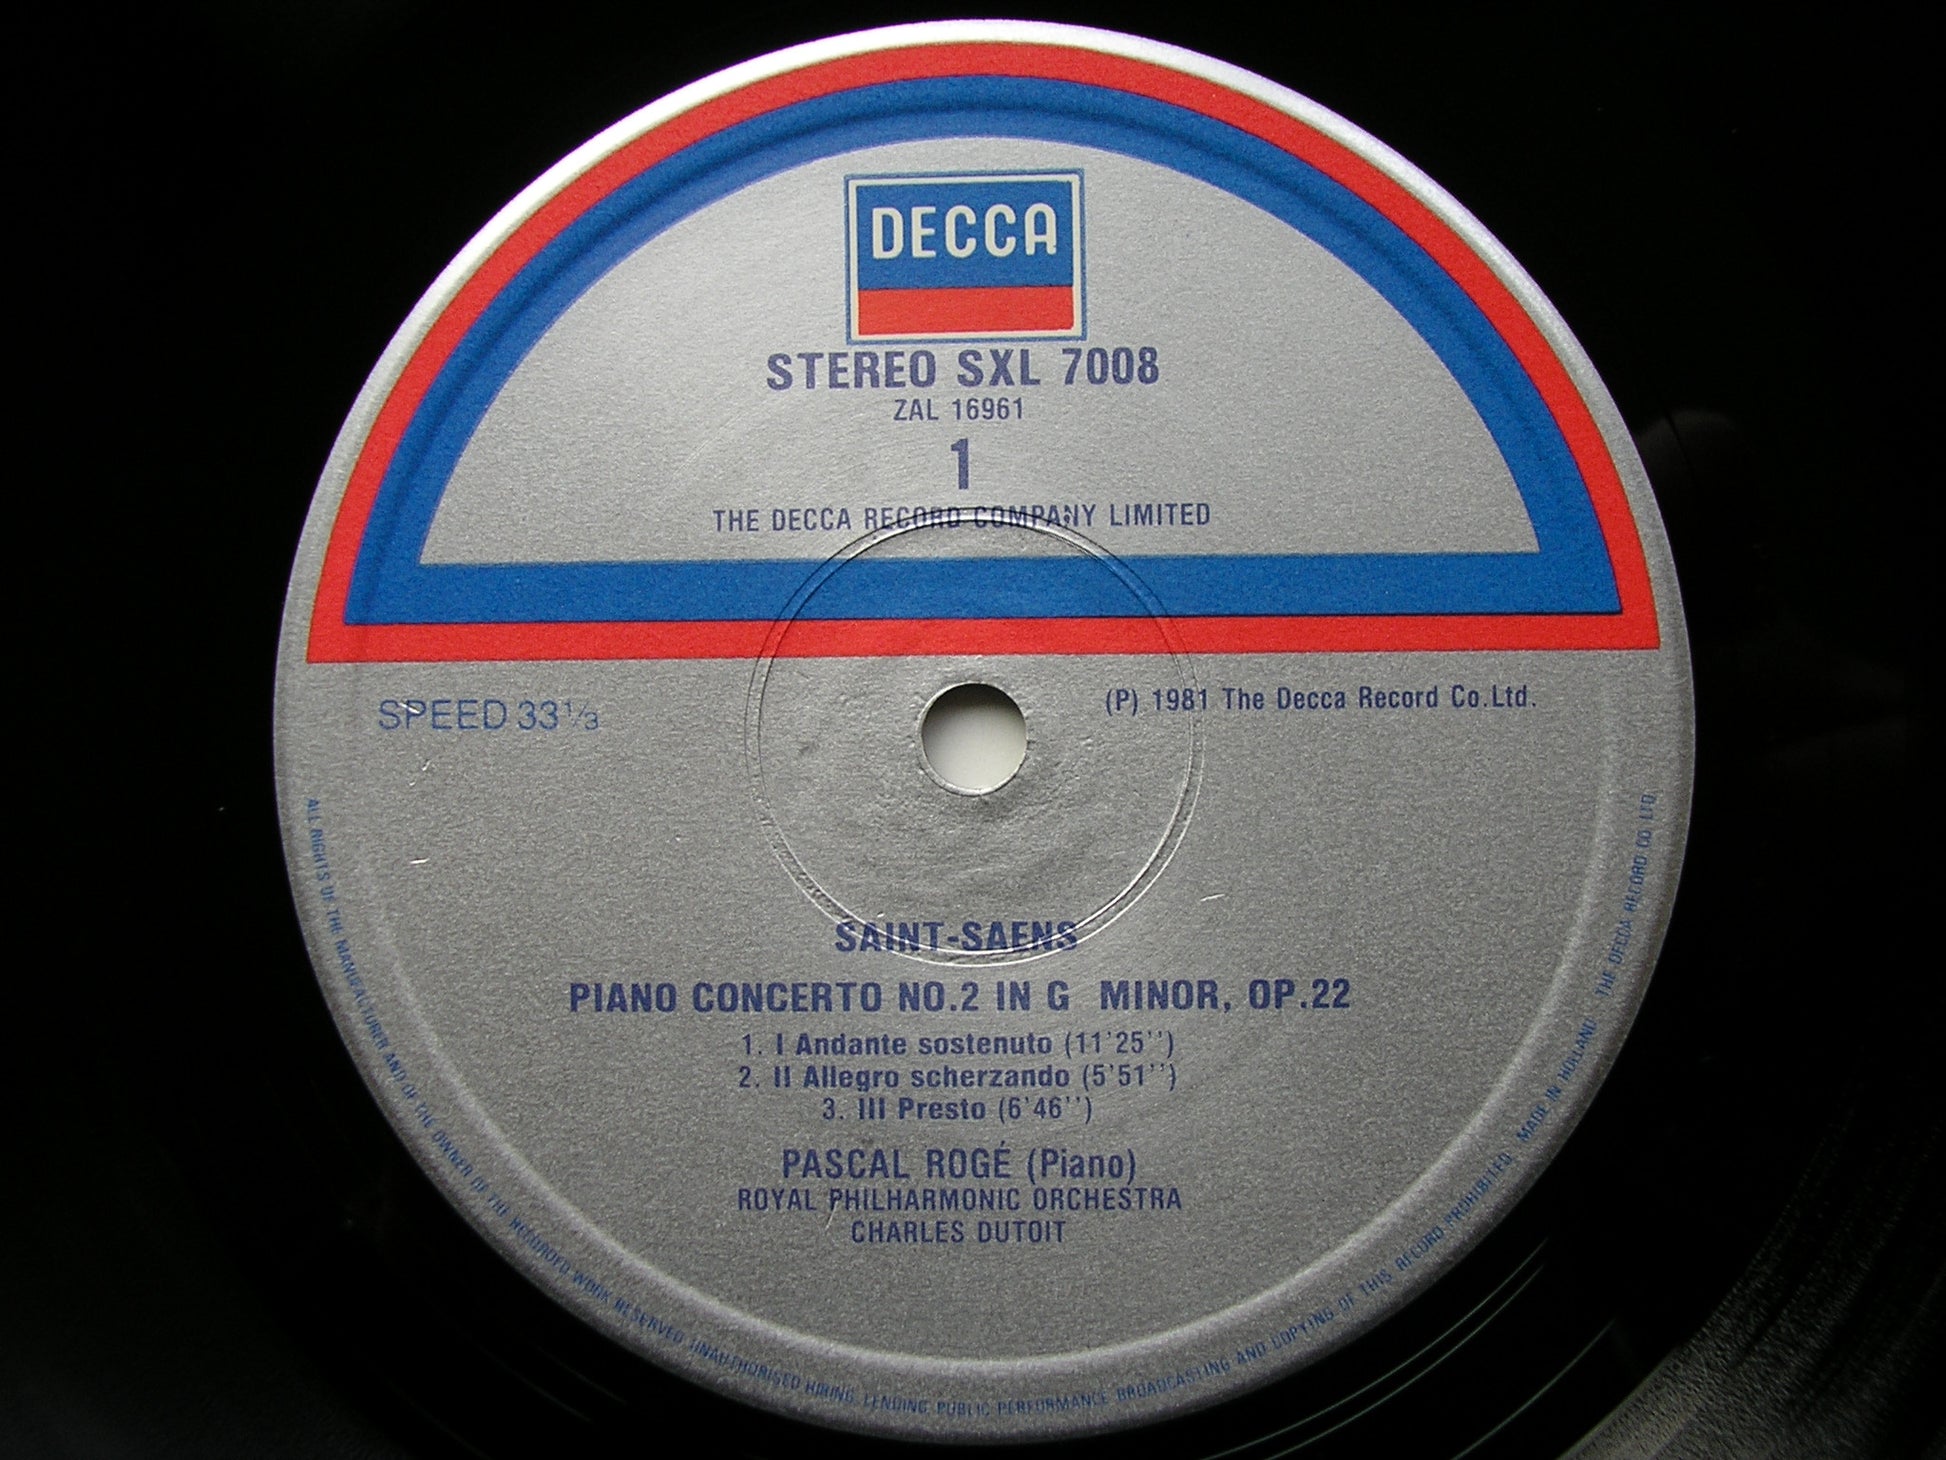 DECCA
STEREO SXL 7008
ZAL 16961
1
THE DECCA RECORD COMPANY LIMITED
SPEED 33⅓
(P) 1981 The Decca Record Co.Ltd.
SAINT-SAENS
PIANO CONCERTO NO.2 IN G MINOR, OP.22
1. I Andante sostenuto (11'25'')
2. II Allegro scherzando (5'51'')
3. III Presto (6'46'')
PASCAL ROGÉ (Piano)
ROYAL PHILHARMONIC ORCHESTRA
CHARLES DUTOIT
ALL RIGHTS OF THE MANUFACTURER AND OF THE OWNER OF THE RECORDED WORK RESERVED. UNAUTHORISED HIRING, LENDING, PUBLIC PERFORMANCE BROADCASTING AND COPYING OF THIS RECORD PROHIBITED. MADE IN HOLLAND THE DECCA RECORD CO LTD.